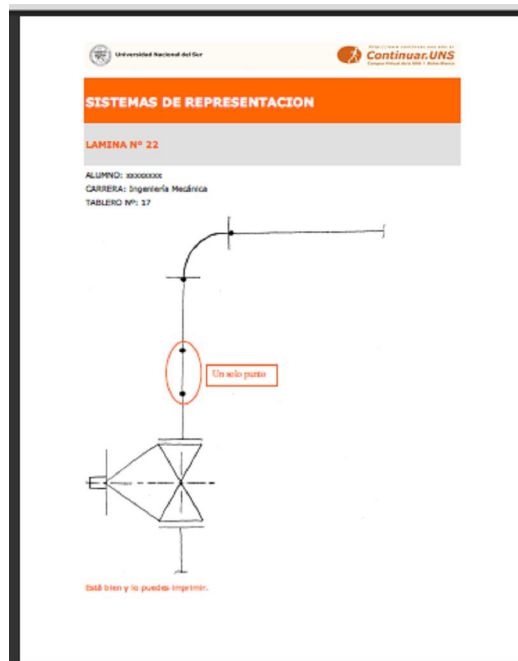 Universidad Nacional del Sur
Continuar.UNS
SISTEMAS DE REPRESENTACION
LAMINA Nº 22
ALUMNO: xxxxxxxx
CARRERA: Ingeniería Mecánica
TABLERO Nº: 17
Un solo punto
Está bien y lo puedes imprimir.